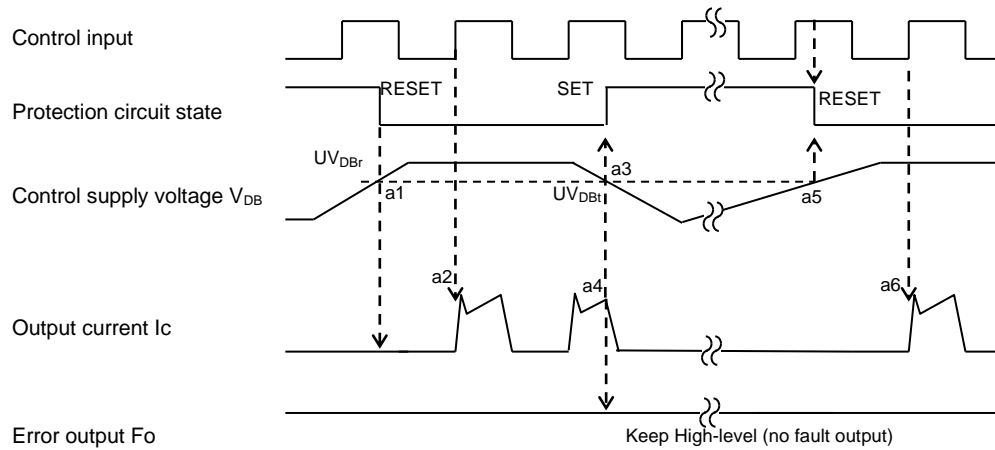 Control input
RESET
SET
Protection circuit state
RESET
UVDBr
a3
Control supply voltage VDB
a1
UVDBt
a5
a2
a4
a6
Output current Ic
Error output Fo
Keep High-level (no fault output)